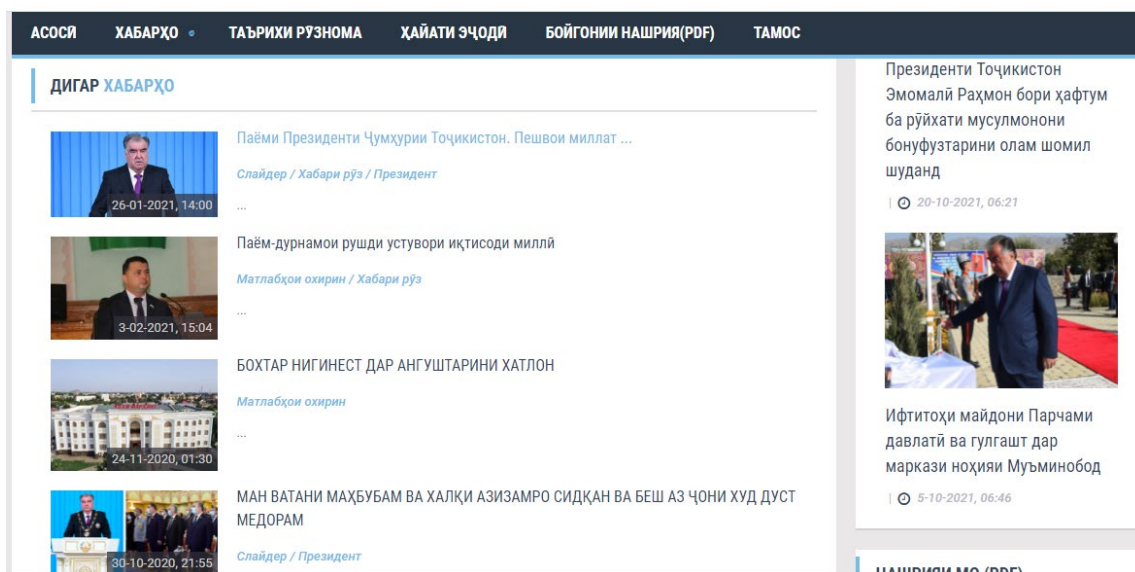 АСОСӢ ХАБАРҲО ТАЪРИХИ РӮЗНОМА ҲАЙАТИ ЭҶОДӢ БОЙГОНИИ НАШРИЯ(PDF) ТАМОС
ДИГАР ХАБАРҲО
Паёми Президенти Ҷумҳурии Тоҷикистон. Пешвои миллат ...
Слайдер / Хабари рӯз / Президент
...
26-01-2021, 14:00
Паём-дурнамои рушди устувори иқтисоди миллӣ
Матлабҳои охирин / Хабари рӯз
...
3-02-2021, 15:04
БОХТАР НИГИНЕСТ ДАР АНГУШТАРИНИ ХАТЛОН
Матлабҳои охирин
...
24-11-2020, 01:30
МАН ВАТАНИ МАҲБУБАМ ВА ХАЛҚИ АЗИЗАМРО СИДҚАН ВА БЕШ АЗ ҶОНИ ХУД ДУСТ
МЕДОРАМ
Слайдер / Президент
30-10-2020, 21:55
Президенти Тоҷикистон
Эмомалӣ Раҳмон бори ҳафтум
ба рӯйхати мусулмонони
бонуфузтарини олам шомил
шуданд
| 20-10-2021, 06:21
Ифтитоҳи майдони Парчами
давлатӣ ва гулгашт дар
маркази ноҳияи Муъминобод
| 5-10-2021, 06:46
НАШРИЯИ МО (PDF)